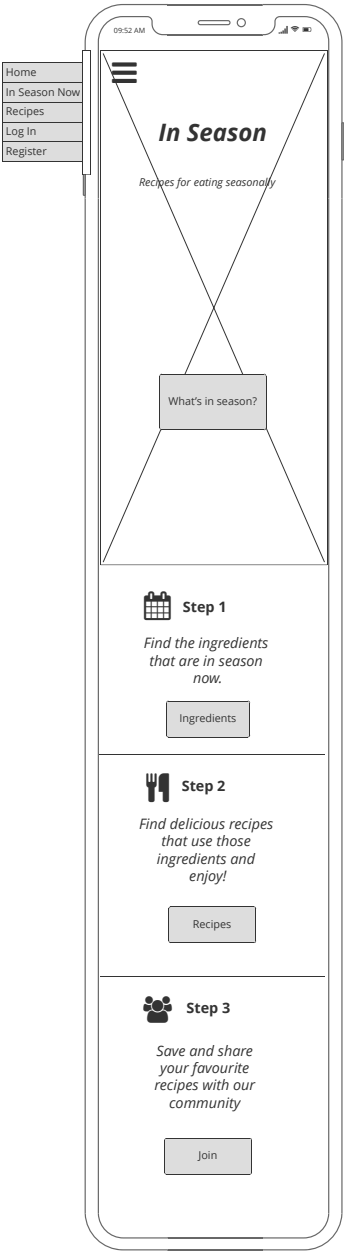 09:52 AM
Home
In Season Now
Recipes
Log In
Register
In Season
Recipes for eating seasonally
What's in season?
Step 1
Find the ingredients
that are in season
now.
Ingredients
Step 2
Find delicious recipes
that use those
ingredients and
enjoy!
Recipes
Step 3
Save and share
your favourite
recipes with our
community
Join